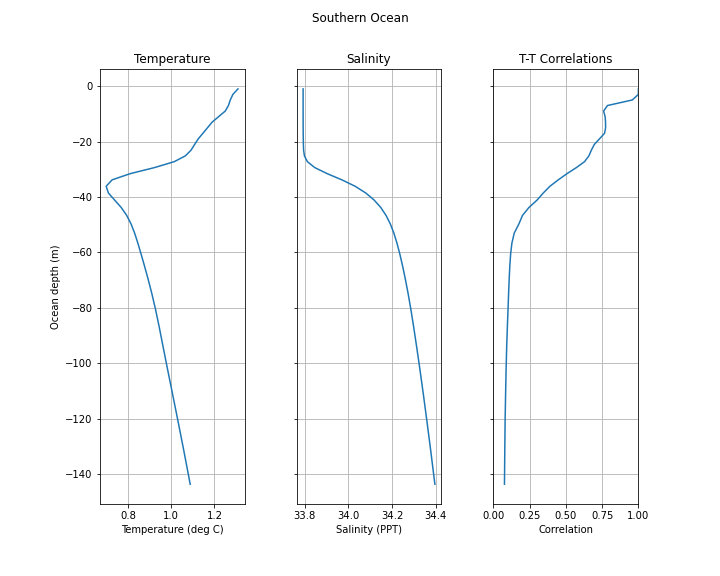 Southern Ocean
Temperature
Salinity
T-T Correlations
Ocean depth (m)
0
−20
−40
−60
−80
−100
−120
−140
0.8 1.0 1.2
33.8 34.0 34.2 34.4
0.00 0.25 0.50 0.75 1.00
Temperature (deg C)
Salinity (PPT)
Correlation